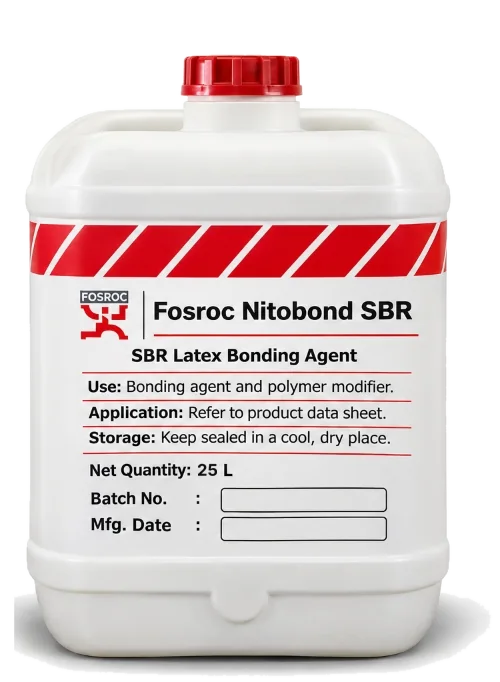 FOSROC
Fosroc Nitobond SBR
SBR Latex Bonding Agent
Use: Bonding agent and polymer modifier.
Application: Refer to product data sheet.
Storage: Keep sealed in a cool, dry place.
Net Quantity: 25 L
Batch No. :
Mfg. Date :